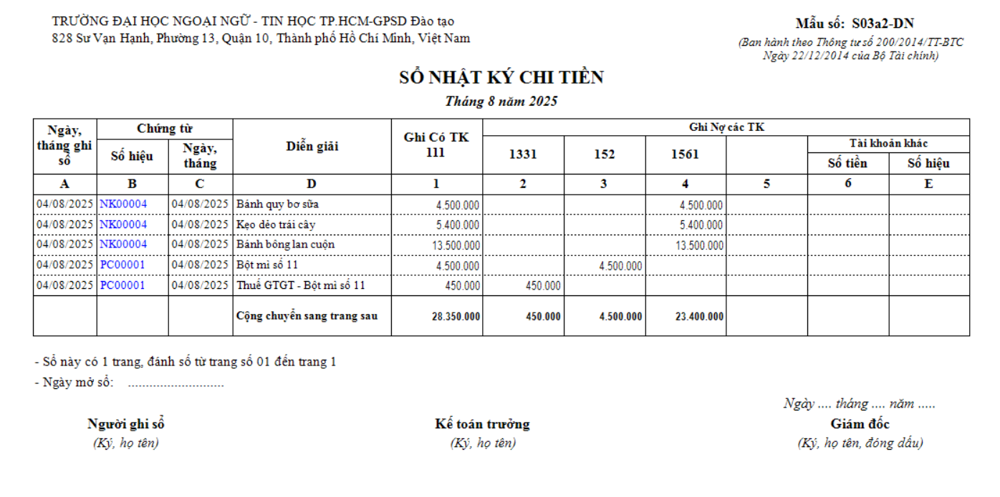 TRƯỜNG ĐẠI HỌC NGOẠI NGỮ - TIN HỌC TP.HCM-GPSD Đào tạo
828 Sư Vạn Hạnh, Phường 13, Quận 10, Thành phố Hồ Chí Minh, Việt Nam
Mẫu số: S03a2-DN
(Ban hành theo Thông tư số 200/2014/TT-BTC
Ngày 22/12/2014 của Bộ Tài chính)
SỔ NHẬT KÝ CHI TIỀN
Tháng 8 năm 2025
Ngày, tháng ghi sổ | Chứng từ | Diễn giải | Ghi Có TK 111 | Ghi Nợ các TK
Số hiệu | Ngày, tháng | 1331 | 152 | 1561 | Tài khoản khác
Số tiền | Số hiệu
A B C D 1 2 3 4 5 6 E
04/08/2025 NK00004 04/08/2025 Bánh quy bơ sữa 4.500.000 4.500.000
04/08/2025 NK00004 04/08/2025 Kẹo dẻo trái cây 5.400.000 5.400.000
04/08/2025 NK00004 04/08/2025 Bánh bông lan cuộn 13.500.000 13.500.000
04/08/2025 PC00001 04/08/2025 Bột mì số 11 4.500.000 4.500.000
04/08/2025 PC00001 04/08/2025 Thuế GTGT - Bột mì số 11 450.000 450.000
Cộng chuyển sang trang sau 28.350.000 450.000 4.500.000 23.400.000
- Sổ này có 1 trang, đánh số từ trang số 01 đến trang 1
- Ngày mở sổ: ...........................
Ngày .... tháng .... năm .....
Người ghi sổ Kế toán trưởng Giám đốc
(Ký, họ tên) (Ký, họ tên) (Ký, họ tên, đóng dấu)